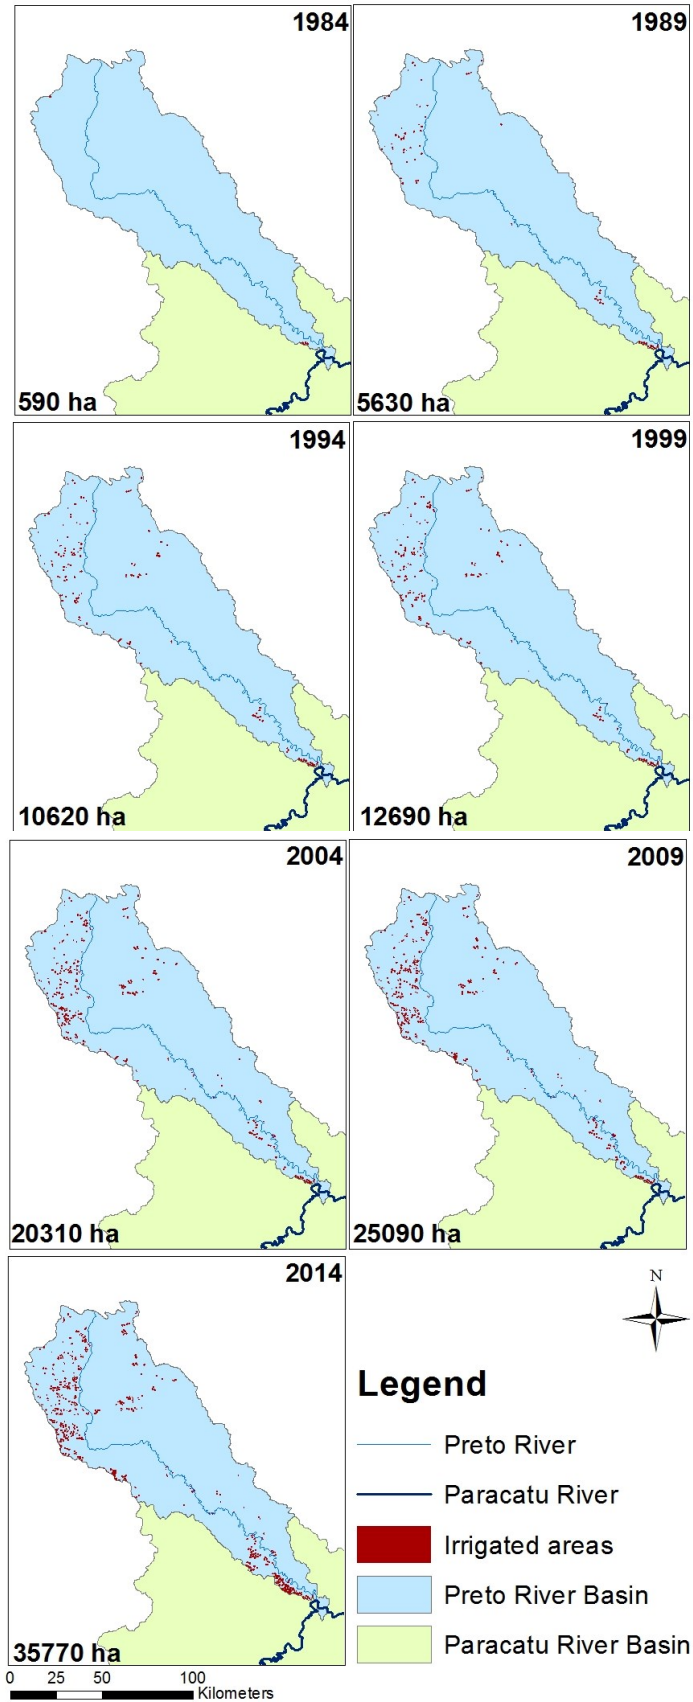 1984
590 ha
1989
5630 ha
1994
10620 ha
1999
12690 ha
2004
20310 ha
2009
25090 ha
2014
35770 ha
0 25 50 100
Kilometers
N
Legend
Preto River
Paracatu River
Irrigated areas
Preto River Basin
Paracatu River Basin